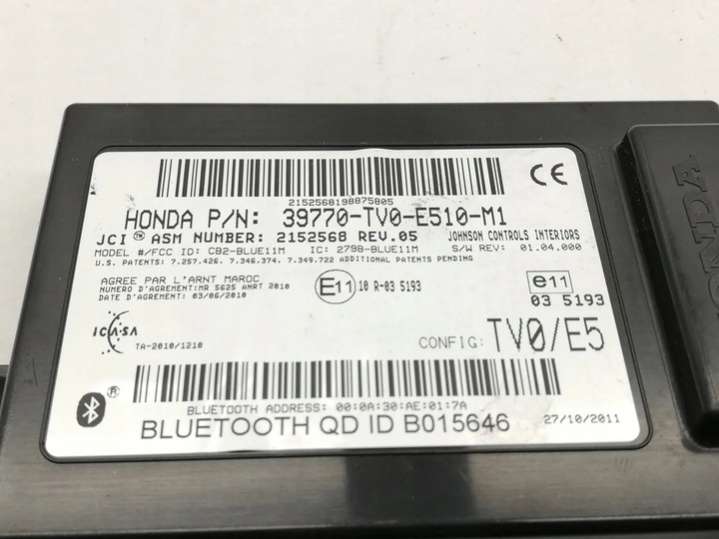 2152568198875805
HONDA P/N: 39770-TV0-E510-M1
JCI ™ ASM NUMBER: 2152568 REV.05 JOHNSON CONTROLS INTERIORS
MODEL #/FCC ID: CB2-BLUE11M IC: 279B-BLUE11M S/W REV: 01.04.000
U.S. PATENTS: 7.257.426. 7.346.374. 7.349.722 ADDITIONAL PATENTS PENDING
AGREE PAR L'ARNT MAROC
NUMERO D'AGREMENT:MR 5625 ANRT 2010
DATE D'AGREMENT: 03/06/2010
E11 10 R-03 5193
e11
03 5193
ICASA
TA-2010/1210
CONFIG: TV0/E5
BLUETOOTH ADDRESS: 00:0A:30:AE:01:7A
® BLUETOOTH QD ID B015646 27/10/2011
CE
HONDA